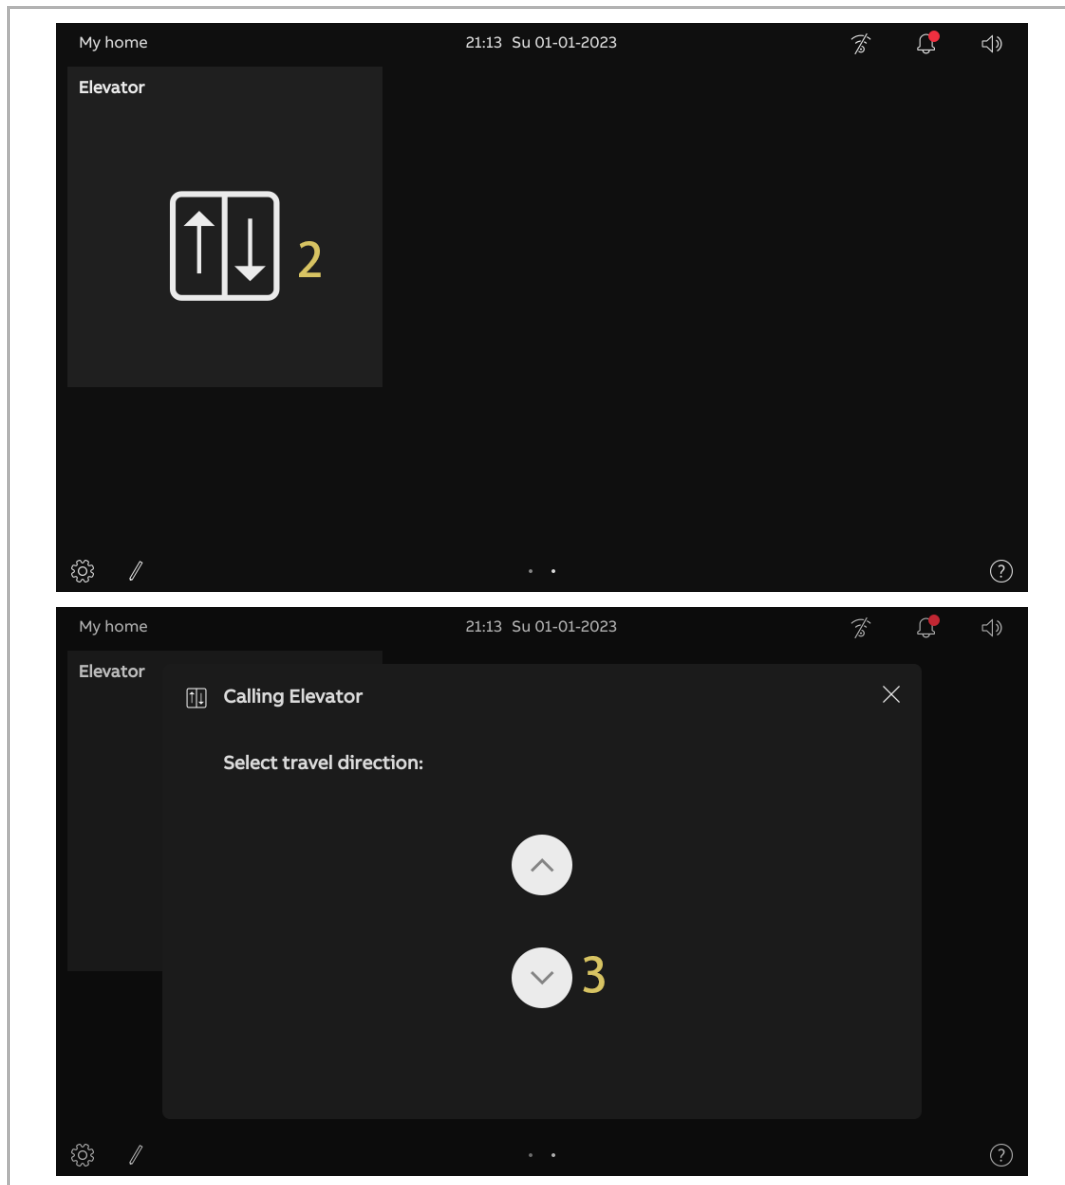 My home 21:13 Su 01-01-2023
Elevator
2
?
My home 21:13 Su 01-01-2023
Elevator
Calling Elevator
Select travel direction:
3
?